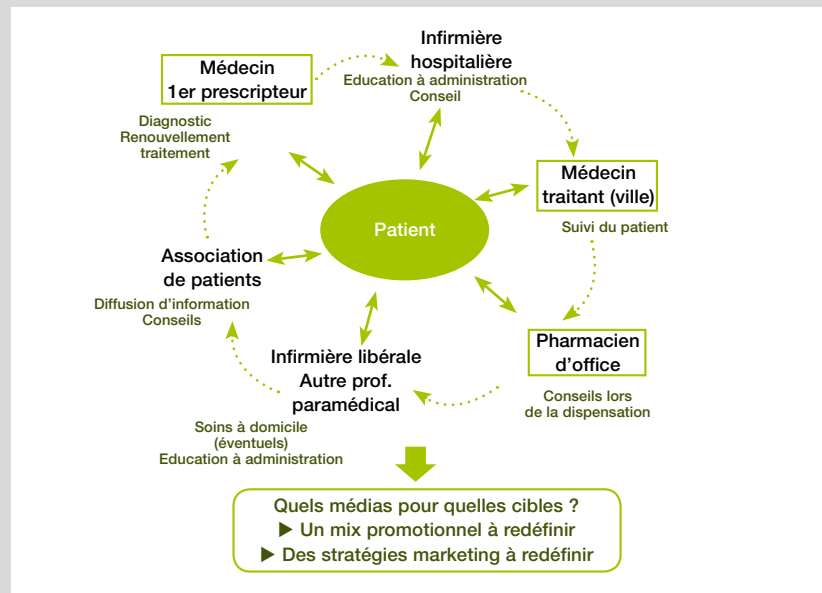 Infirmière
hospitalière
Education à administration
Conseil
Médecin
1er prescripteur
Diagnostic
Renouvellement
traitement
Médecin
traitant (ville)
Suivi du patient
Patient
Association
de patients
Diffusion d'information
Conseils
Pharmacien
d'office
Conseils lors
de la dispensation
Infirmière libérale
Autre prof.
paramédical
Soins à domicile
(éventuels)
Education à administration
Quels médias pour quelles cibles ?
▶ Un mix promotionnel à redéfinir
▶ Des stratégies marketing à redéfinir